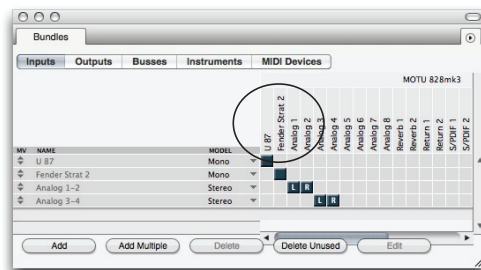 Bundles
Inputs Outputs Busses Instruments MIDI Devices
MOTU 828mk3
U 87
Fender Strat 2
Analog 1
Analog 2
Analog 3
Analog 4
Analog 5
Analog 6
Analog 7
Analog 8
Reverb 1
Reverb 2
Return 1
Return 2
S/PDIF 1
S/PDIF 2
MV NAME MODEL
U 87 Mono
Fender Strat 2 Mono
Analog 1-2 Stereo L R
Analog 3-4 Stereo L R
Add Add Multiple Delete Delete Unused Edit